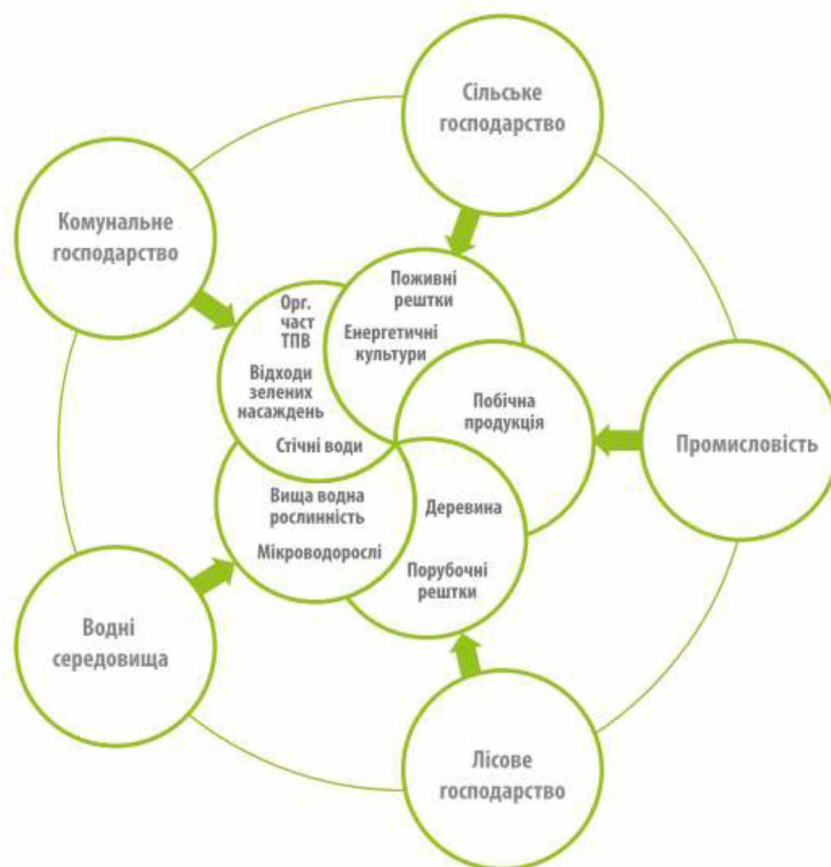 Сільське
господарство
Комунальне
господарство
Поживні
рештки
Енергетичні
культури
Орг.
част
ТПВ
Відходи
зелених
насаджень
Стічні води
Побічна
продукція
Промисловість
Вища водна
рослинність
Мікроводорослі
Деревина
Порубочні
рештки
Водні
середовища
Лісове
господарство